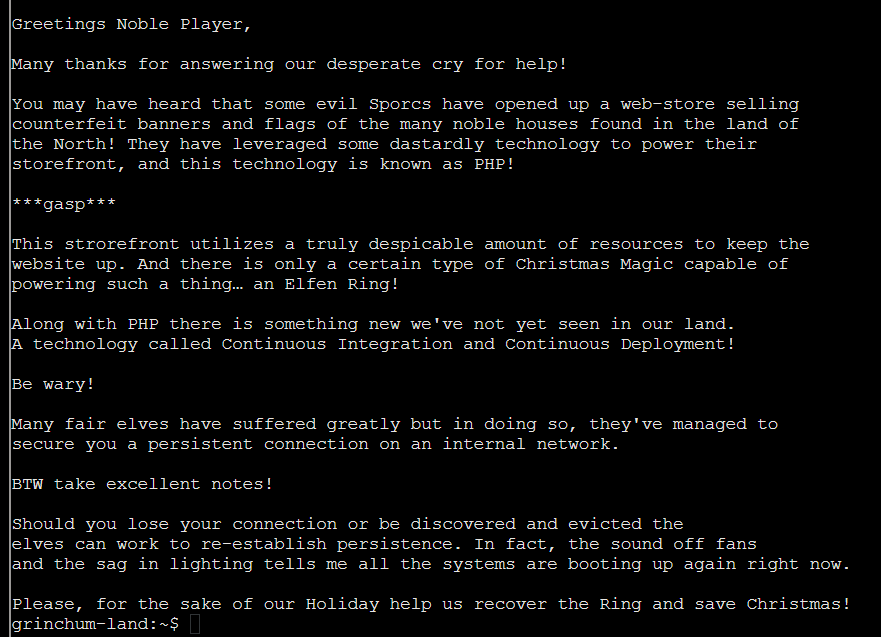 Greetings Noble Player,
Many thanks for answering our desperate cry for help!
You may have heard that some evil Sporcs have opened up a web-store selling
counterfeit banners and flags of the many noble houses found in the land of
the North! They have leveraged some dastardly technology to power their
storefront, and this technology is known as PHP!
***gasp***
This strorefront utilizes a truly despicable amount of resources to keep the
website up. And there is only a certain type of Christmas Magic capable of
powering such a thing… an Elfen Ring!
Along with PHP there is something new we've not yet seen in our land.
A technology called Continuous Integration and Continuous Deployment!
Be wary!
Many fair elves have suffered greatly but in doing so, they've managed to
secure you a persistent connection on an internal network.
BTW take excellent notes!
Should you lose your connection or be discovered and evicted the
elves can work to re-establish persistence. In fact, the sound off fans
and the sag in lighting tells me all the systems are booting up again right now.
Please, for the sake of our Holiday help us recover the Ring and save Christmas!
grinchum-land:~$